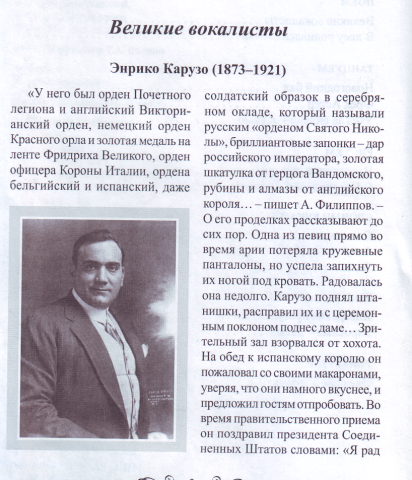 Великие вокалисты
Энрико Карузо (1873–1921)
«У него был орден Почетного
легиона и английский Виктори-
анский орден, немецкий орден
Красного орла и золотая медаль на
ленте Фридриха Великого, орден
офицера Короны Италии, ордена
бельгийский и испанский, даже
солдатский образок в серебря-
ном окладе, который называли
русским «орденом Святого Нико-
лы», бриллиантовые запонки – дар
российского императора, золотая
шкатулка от герцога Вандомского,
рубины и алмазы от английского
короля… – пишет А. Филиппов. –
О его проделках рассказывают до
сих пор. Одна из певиц прямо во
время арии потеряла кружевные
панталоны, но успела запихнуть
их ногой под кровать. Радовалась
она недолго. Карузо поднял шта-
нишки, расправил их и с церемон-
ным поклоном поднес даме… Зри-
тельный зал взорвался от хохота.
На обед к испанскому королю он
пожаловал со своими макаронами,
уверяя, что они намного вкуснее, и
предложил гостям отпробовать. Во
время правительственного приема
он поздравил президента Соеди-
ненных Штатов словами: «Я рад